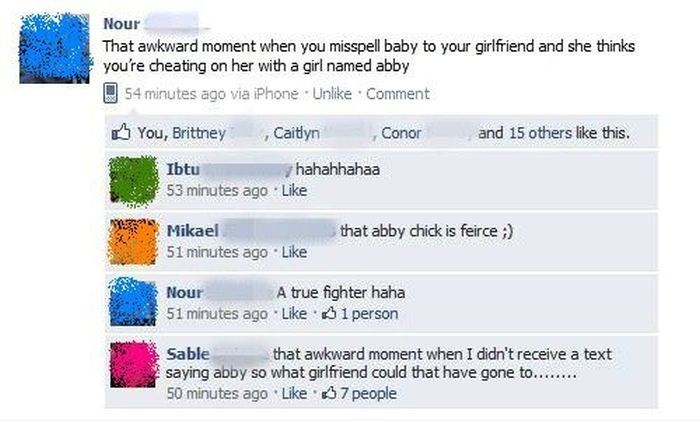 Nour
That awkward moment when you misspell baby to your girlfriend and she thinks
you're cheating on her with a girl named abby
54 minutes ago via iPhone · Unlike · Comment
You, Brittney , Caitlyn , Conor and 15 others like this.
Ibtu hahahhahaa
53 minutes ago · Like
Mikael that abby chick is feirce ;)
51 minutes ago · Like
Nour A true fighter haha
51 minutes ago · Like · 1 person
Sable that awkward moment when I didn't receive a text
saying abby so what girlfriend could that have gone to........
50 minutes ago · Like · 7 people